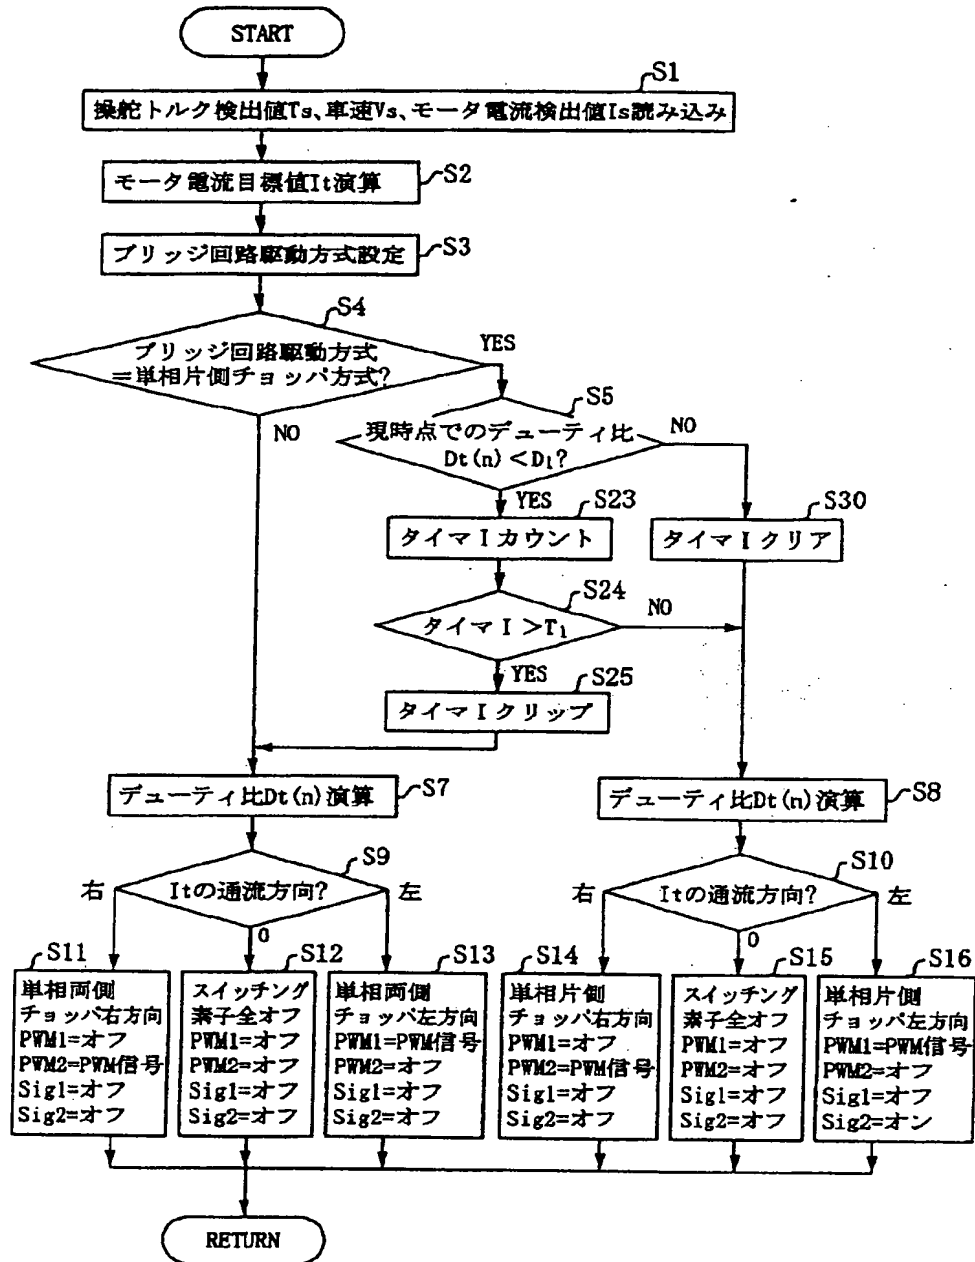 START
S1
操舵トルク検出値Ts、車速Vs、モータ電流検出値Is読み込み
S2
モータ電流目標値It演算
S3
ブリッジ回路駆動方式設定
S4
ブリッジ回路駆動方式
=単相片側チョッパ方式?
YES
NO
S5
現時点でのデューティ比
Dt(n)<D₁?
NO
YES
S23
タイマIカウント
S30
タイマIクリア
S24
タイマI>T₁
NO
YES
S25
タイマIクリップ
S7
デューティ比Dt(n)演算
S8
デューティ比Dt(n)演算
S9
Itの通流方向?
右
左
0
S10
Itの通流方向?
右
左
0
S11
単相両側
チョッパ右方向
PWM1=オフ
PWM2=PWM信号
Sig1=オフ
Sig2=オフ
S12
スイッチング
素子全オフ
PWM1=オフ
PWM2=オフ
Sig1=オフ
Sig2=オフ
S13
単相両側
チョッパ左方向
PWM1=PWM信号
PWM2=オフ
Sig1=オフ
Sig2=オフ
S14
単相片側
チョッパ右方向
PWM1=オフ
PWM2=PWM信号
Sig1=オフ
Sig2=オフ
S15
スイッチング
素子全オフ
PWM1=オフ
PWM2=オフ
Sig1=オフ
Sig2=オフ
S16
単相片側
チョッパ左方向
PWM1=PWM信号
PWM2=オフ
Sig1=オフ
Sig2=オン
RETURN